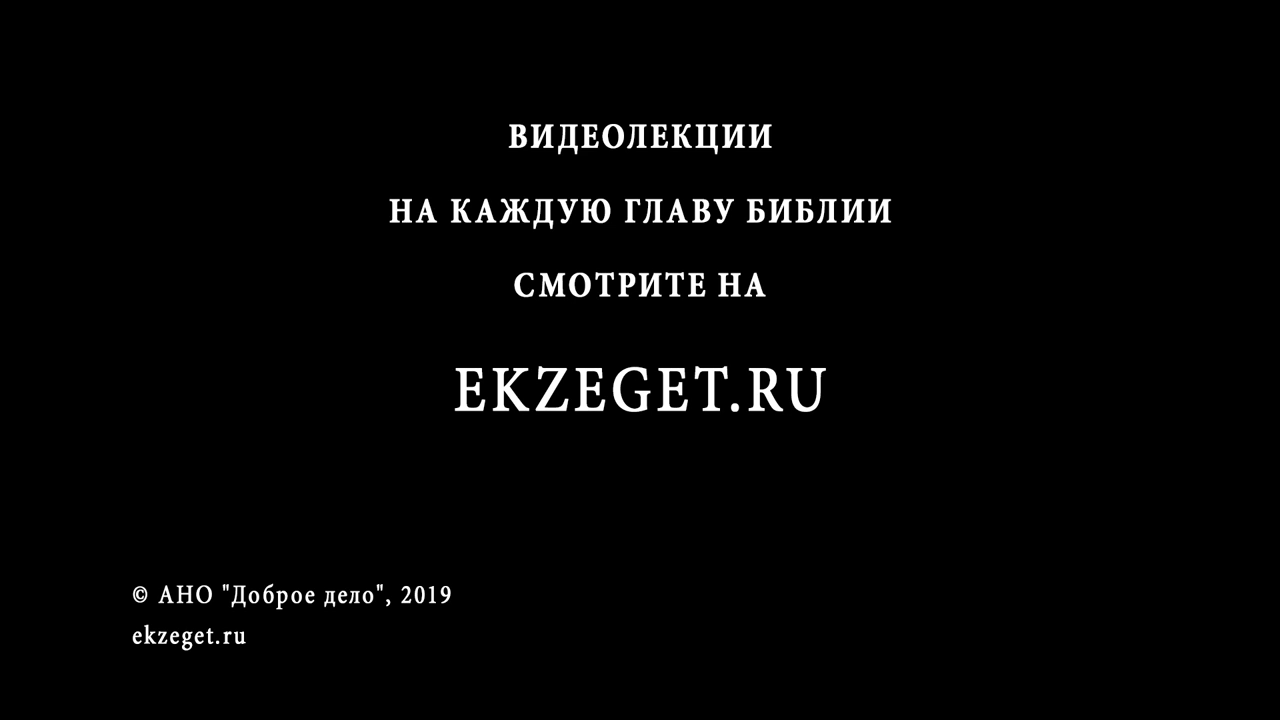 ВИДЕОЛЕКЦИИ
НА КАЖДУЮ ГЛАВУ БИБЛИИ
СМОТРИТЕ НА
EKZEGET.RU
© АНО "Доброе дело", 2019
ekzeget.ru